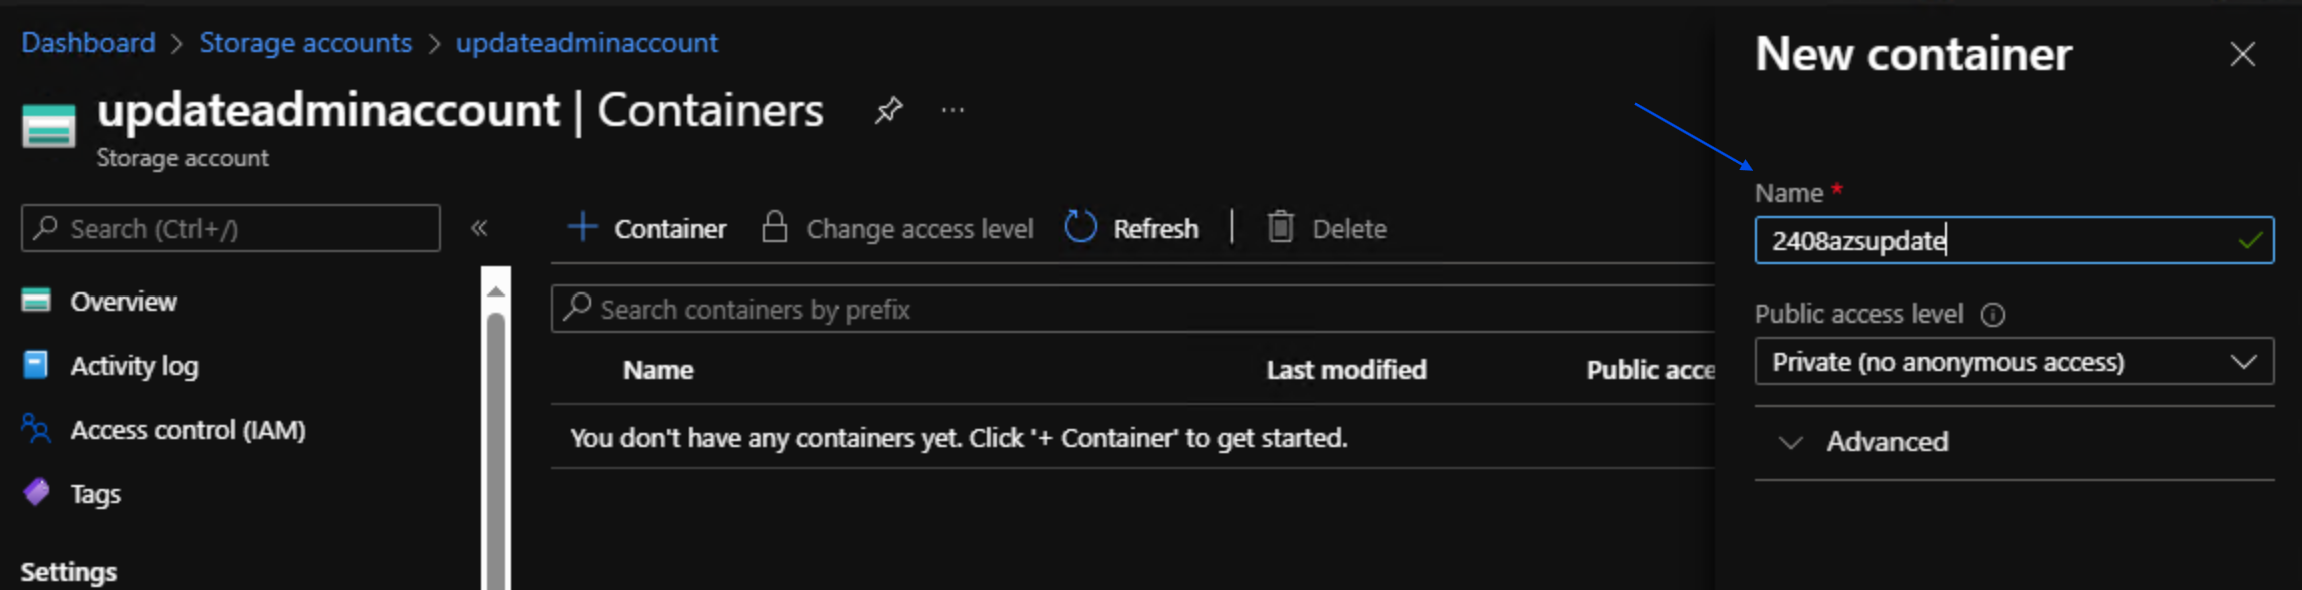 Dashboard > Storage accounts > updateadminaccount
updateadminaccount | Containers
Storage account
Search (Ctrl+/)
Overview
Activity log
Access control (IAM)
Tags
Settings
+ Container Change access level Refresh | Delete
Search containers by prefix
Name Last modified Public acce
You don't have any containers yet. Click '+ Container' to get started.
New container
Name *
2408azsupdate
Public access level
Private (no anonymous access)
Advanced